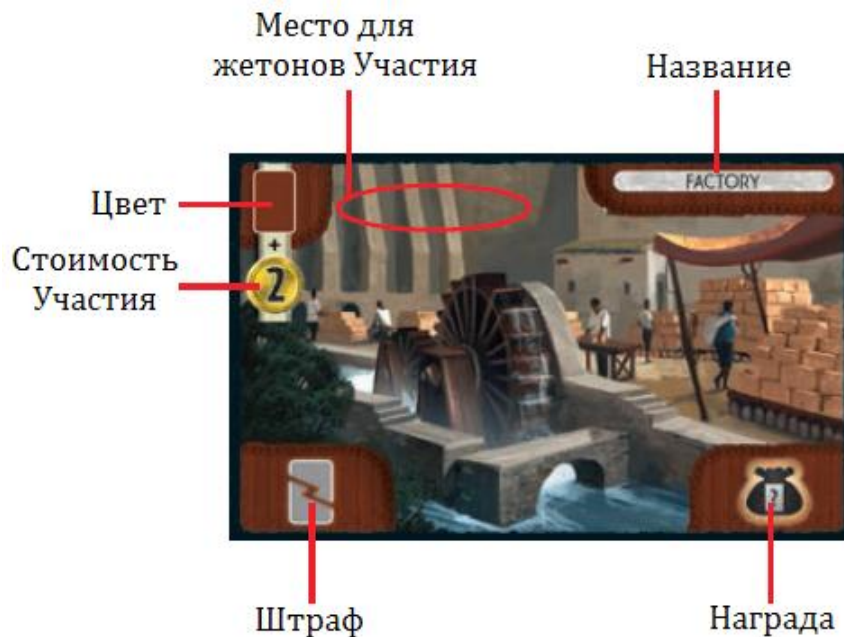 Место для
жетонов Участия
Название
FACTORY
Цвет
+
2
Стоимость
Участия
?
Штраф
Награда